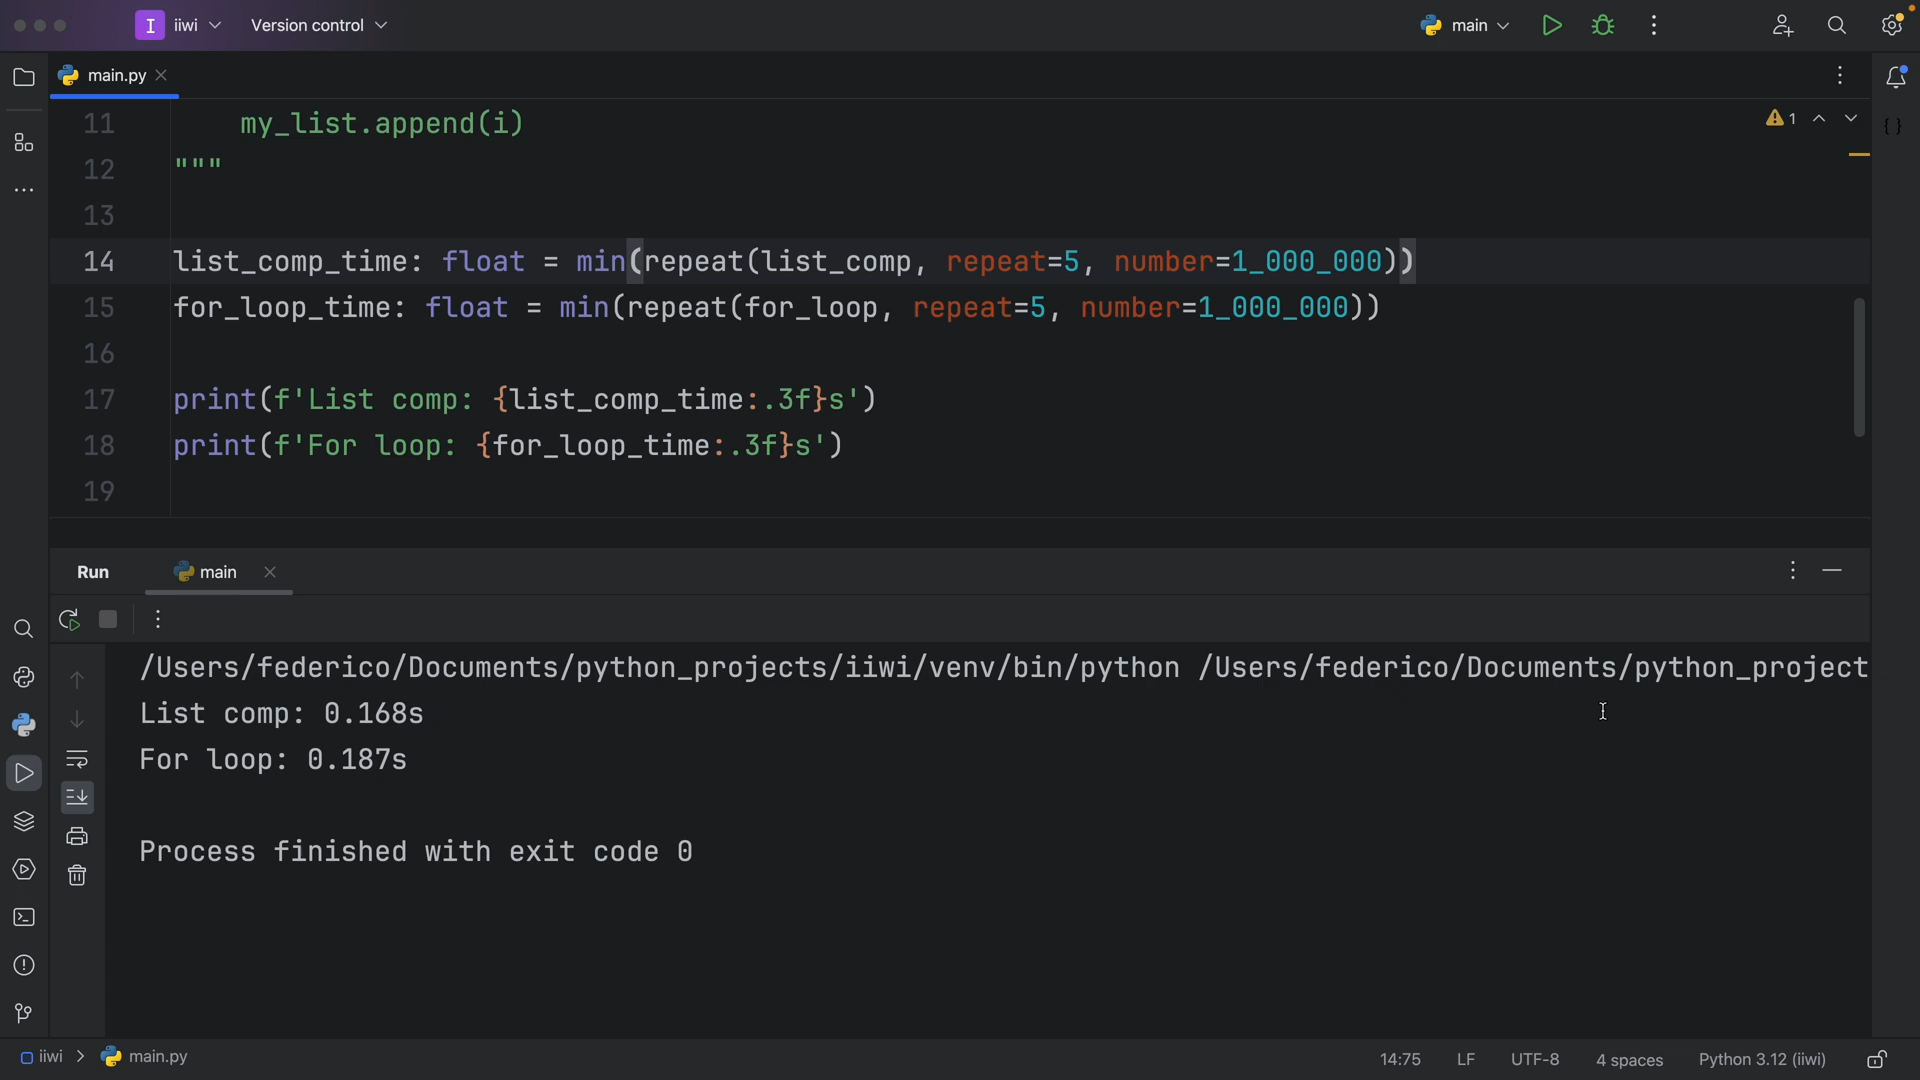 I iiwi Version control main
main.py
1
11 my_list.append(i)
12 """
13
14 list_comp_time: float = min(repeat(list_comp, repeat=5, number=1_000_000))
15 for_loop_time: float = min(repeat(for_loop, repeat=5, number=1_000_000))
16
17 print(f'List comp: {list_comp_time:.3f}s')
18 print(f'For loop: {for_loop_time:.3f}s')
19
Run main
/Users/federico/Documents/python_projects/iiwi/venv/bin/python /Users/federico/Documents/python_project
List comp: 0.168s
For loop: 0.187s
Process finished with exit code 0
iiwi > main.py 14:75 LF UTF-8 4 spaces Python 3.12 (iiwi)